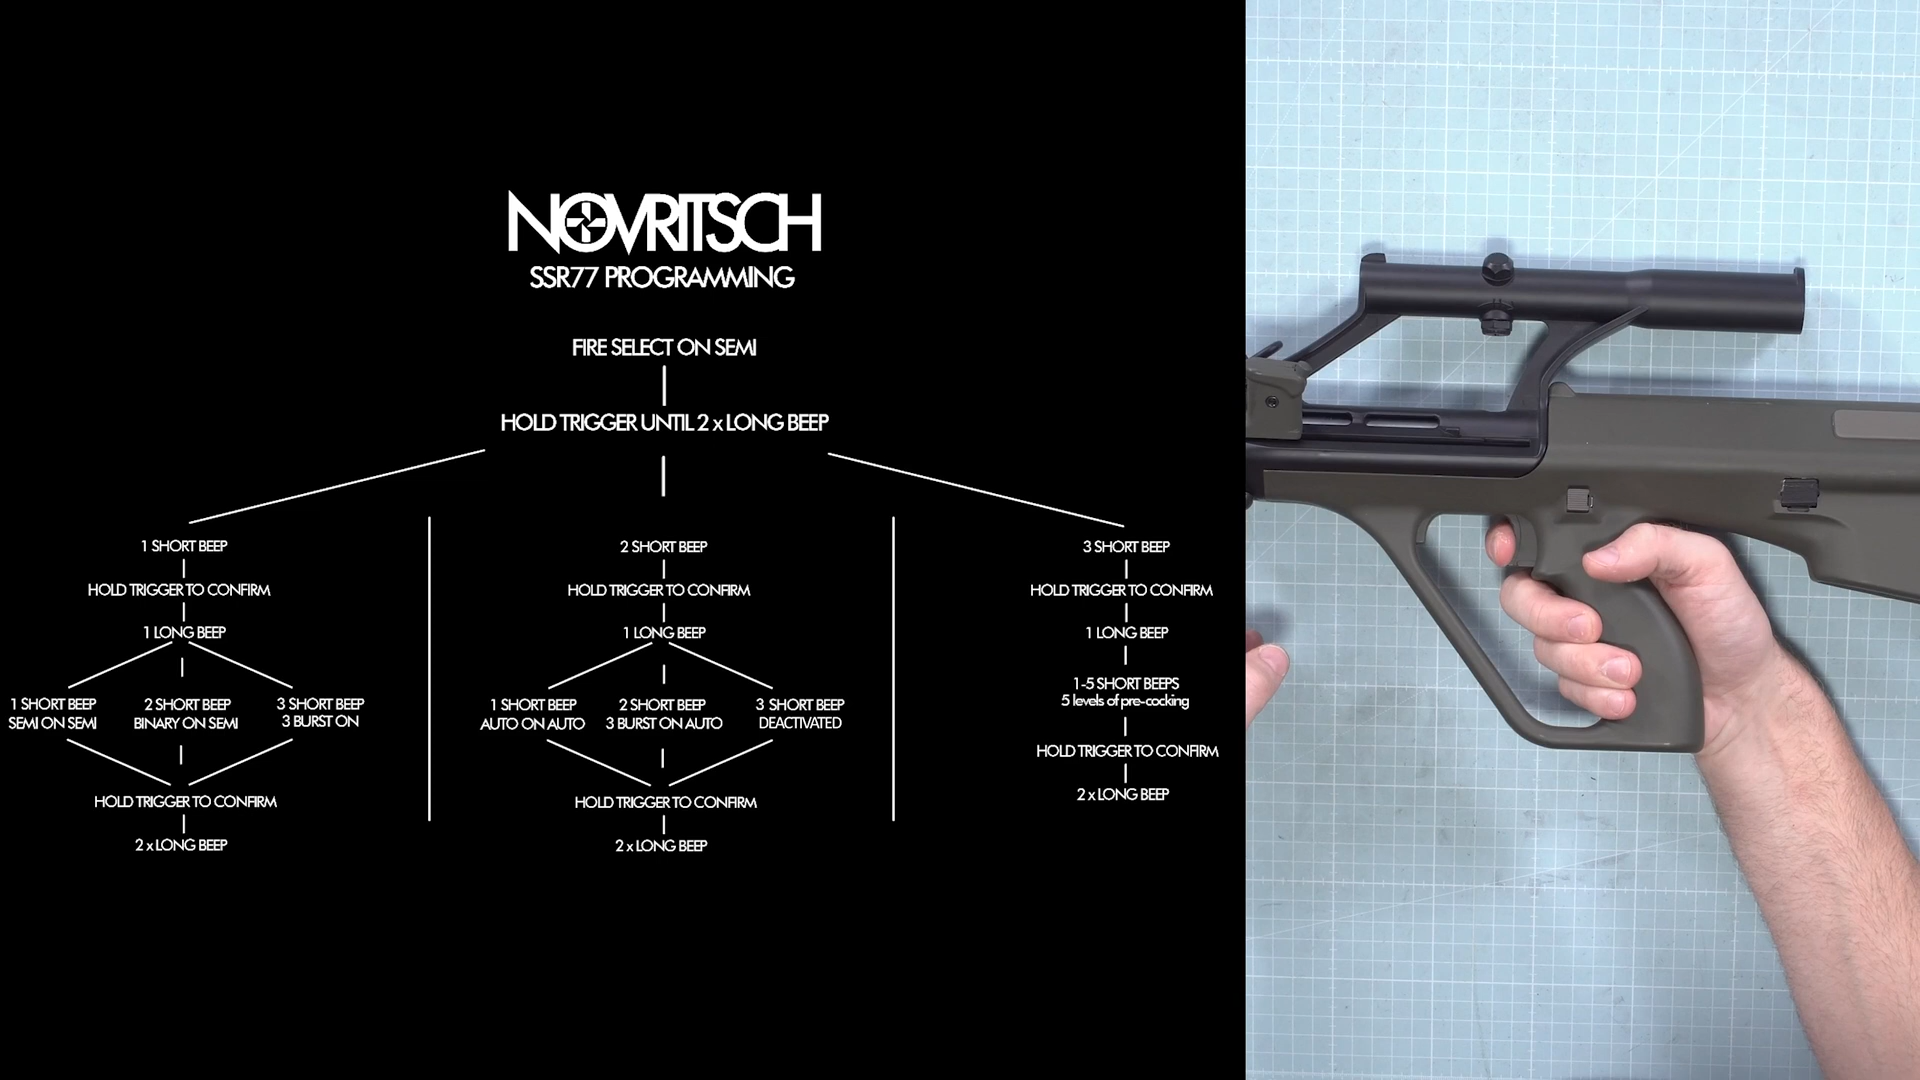 NOVRITSCH
SSR77 PROGRAMMING
FIRE SELECT ON SEMI
HOLD TRIGGER UNTIL 2 x LONG BEEP
1 SHORT BEEP
HOLD TRIGGER TO CONFIRM
1 LONG BEEP
1 SHORT BEEP
SEMI ON SEMI
2 SHORT BEEP
BINARY ON SEMI
3 SHORT BEEP
3 BURST ON
HOLD TRIGGER TO CONFIRM
2 x LONG BEEP
2 SHORT BEEP
HOLD TRIGGER TO CONFIRM
1 LONG BEEP
1 SHORT BEEP
AUTO ON AUTO
2 SHORT BEEP
3 BURST ON AUTO
3 SHORT BEEP
DEACTIVATED
HOLD TRIGGER TO CONFIRM
2 x LONG BEEP
3 SHORT BEEP
HOLD TRIGGER TO CONFIRM
1 LONG BEEP
1-5 SHORT BEEPS
5 levels of pre-cocking
HOLD TRIGGER TO CONFIRM
2 x LONG BEEP